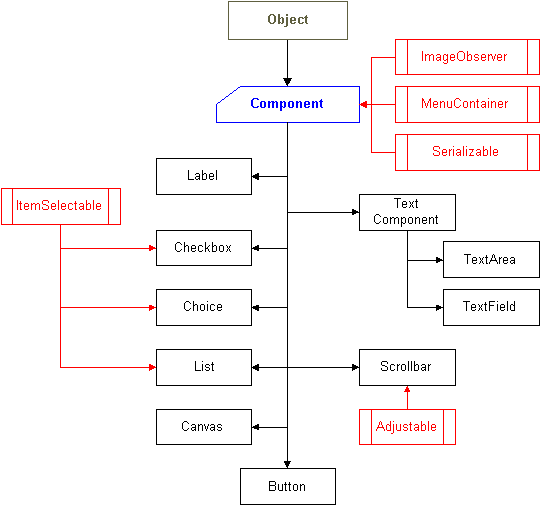 Object
ImageObserver
Component
MenuContainer
Serializable
Label
ItemSelectable
Text
Component
Checkbox
TextArea
Choice
TextField
List
Scrollbar
Canvas
Adjustable
Button